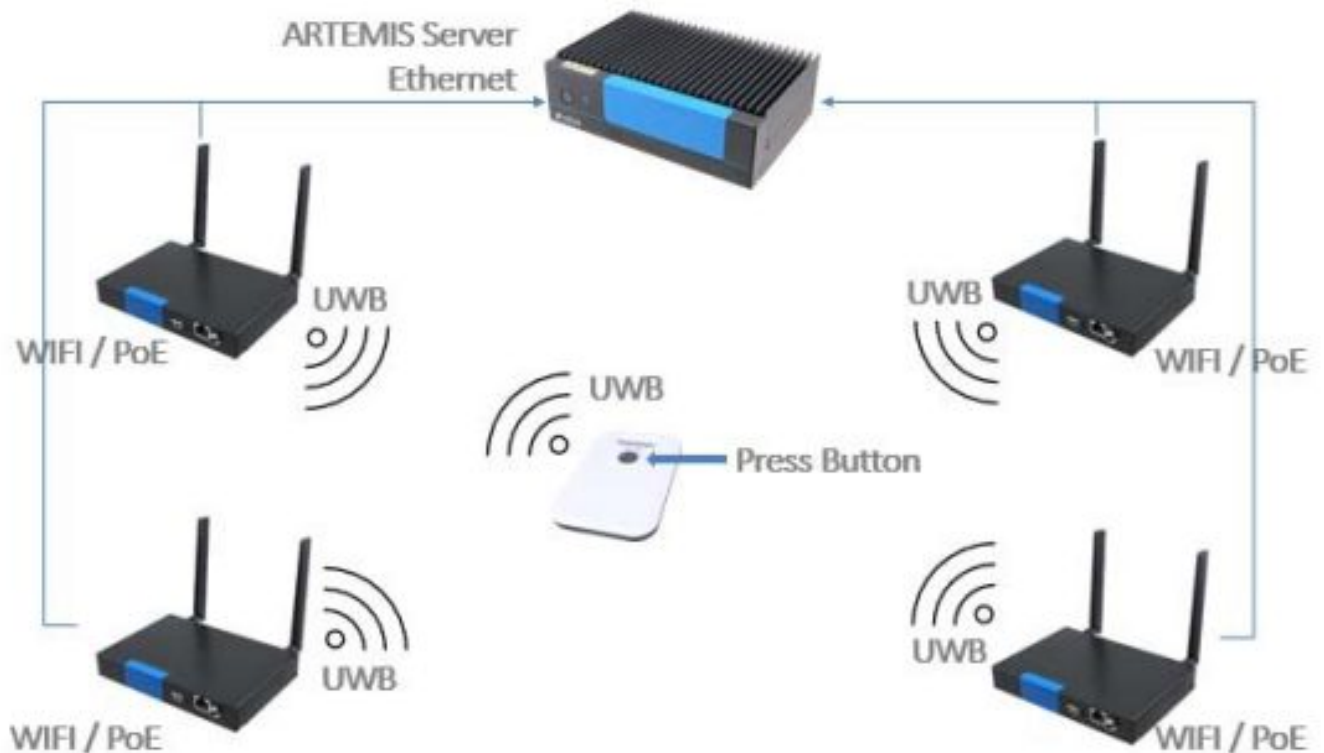 ARTEMIS Server
Ethernet
UWB
UWB
WIFI / PoE
WIFI / PoE
UWB
Press Button
UWB
UWB
WIFI / PoE
WIFI / PoE